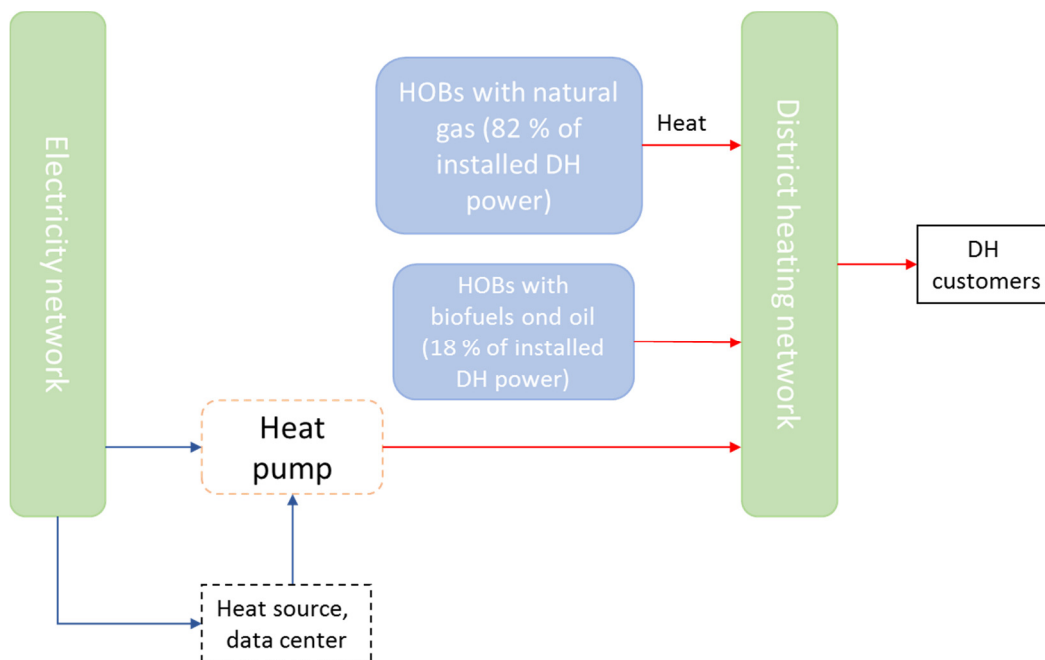 Electricity network
HOBs with natural
gas (82 % of
installed DH
power)
Heat
HOBs with
biofuels ond oil
(18 % of installed
DH power)
Heat
pump
Heat source,
data center
District heating network
DH
customers